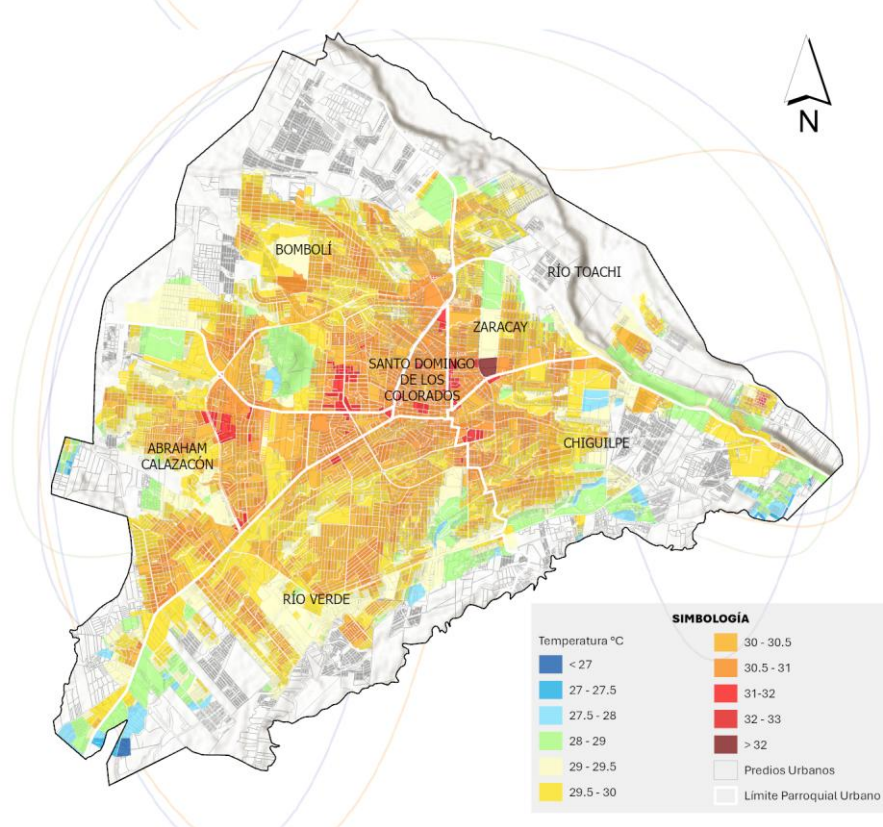 N
BOMBOLÍ
RÍO TOACHI
ZARACAY
SANTO DOMINGO
DE LOS
COLORADOS
ABRAHAM
CALAZACÓN
CHIGUILPE
RÍO VERDE
SIMBOLOGÍA
Temperatura °C
< 27
27 - 27.5
27.5 - 28
28 - 29
29 - 29.5
29.5 - 30
30 - 30.5
30.5 - 31
31-32
32 - 33
> 32
Predios Urbanos
Límite Parroquial Urbano